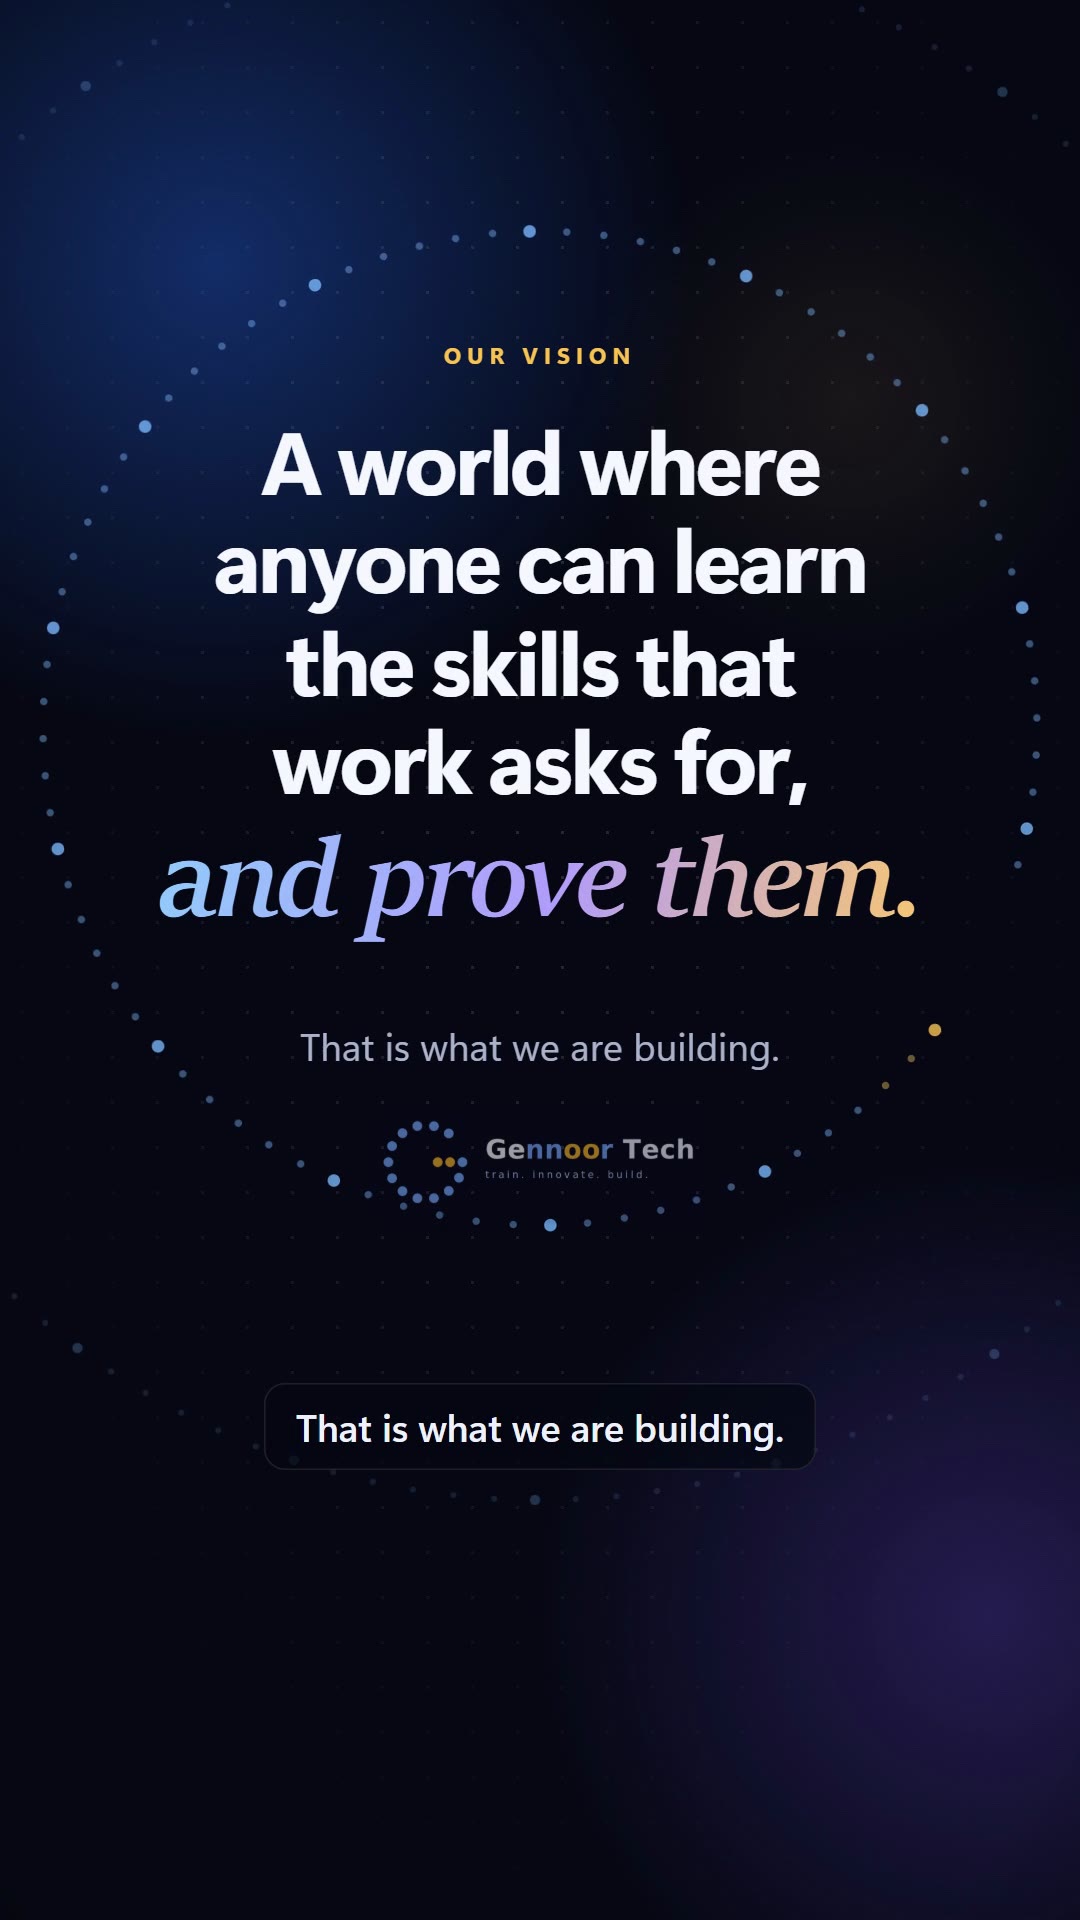 OUR VISION
A world where
anyone can learn
the skills that
work asks for,
and prove them.
That is what we are building.
Gennoor Tech
train. innovate. build.
That is what we are building.